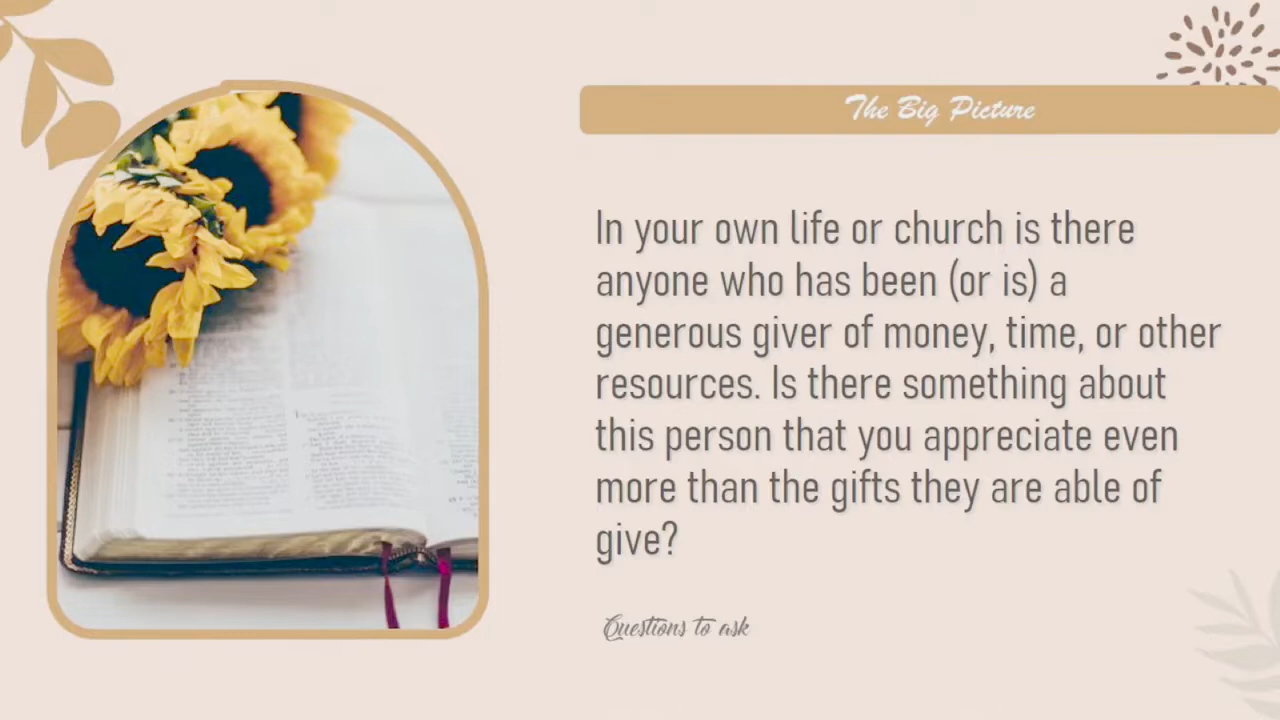 The Big Picture
In your own life or church is there
anyone who has been (or is) a
generous giver of money, time, or other
resources. Is there something about
this person that you appreciate even
more than the gifts they are able of
give?
Questions to ask